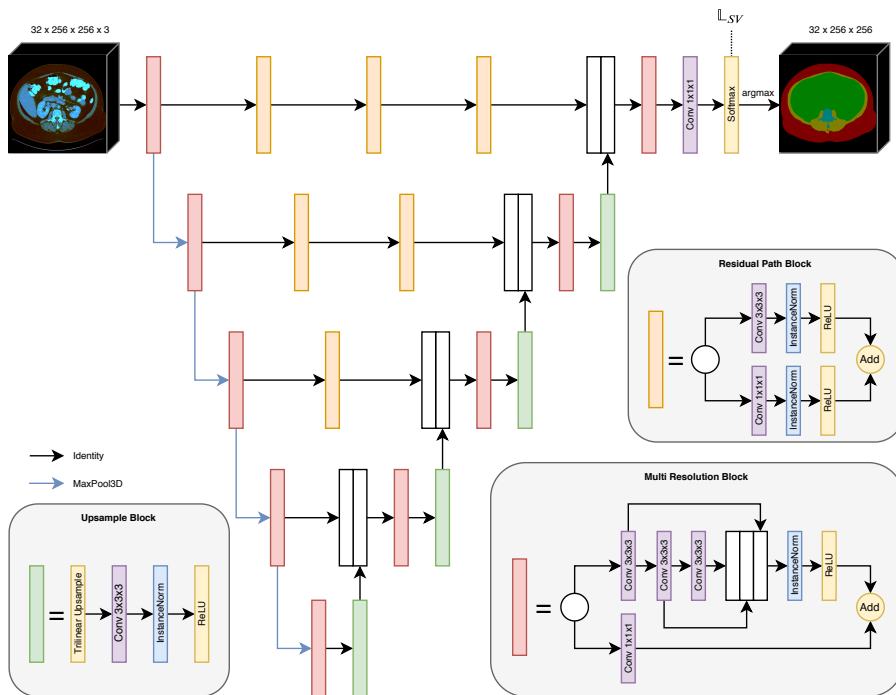 𝕃SV
32 x 256 x 256 x 3
32 x 256 x 256
Conv 1x1x1
Softmax
argmax
Residual Path Block
Conv 3x3x3
InstanceNorm
ReLU
=
Add
Conv 1x1x1
InstanceNorm
ReLU
Identity
MaxPool3D
Upsample Block
=
Trilinear Upsample
Conv 3x3x3
InstanceNorm
ReLU
Multi Resolution Block
Conv 3x3x3
Conv 3x3x3
Conv 3x3x3
InstanceNorm
ReLU
=
Add
Conv 1x1x1